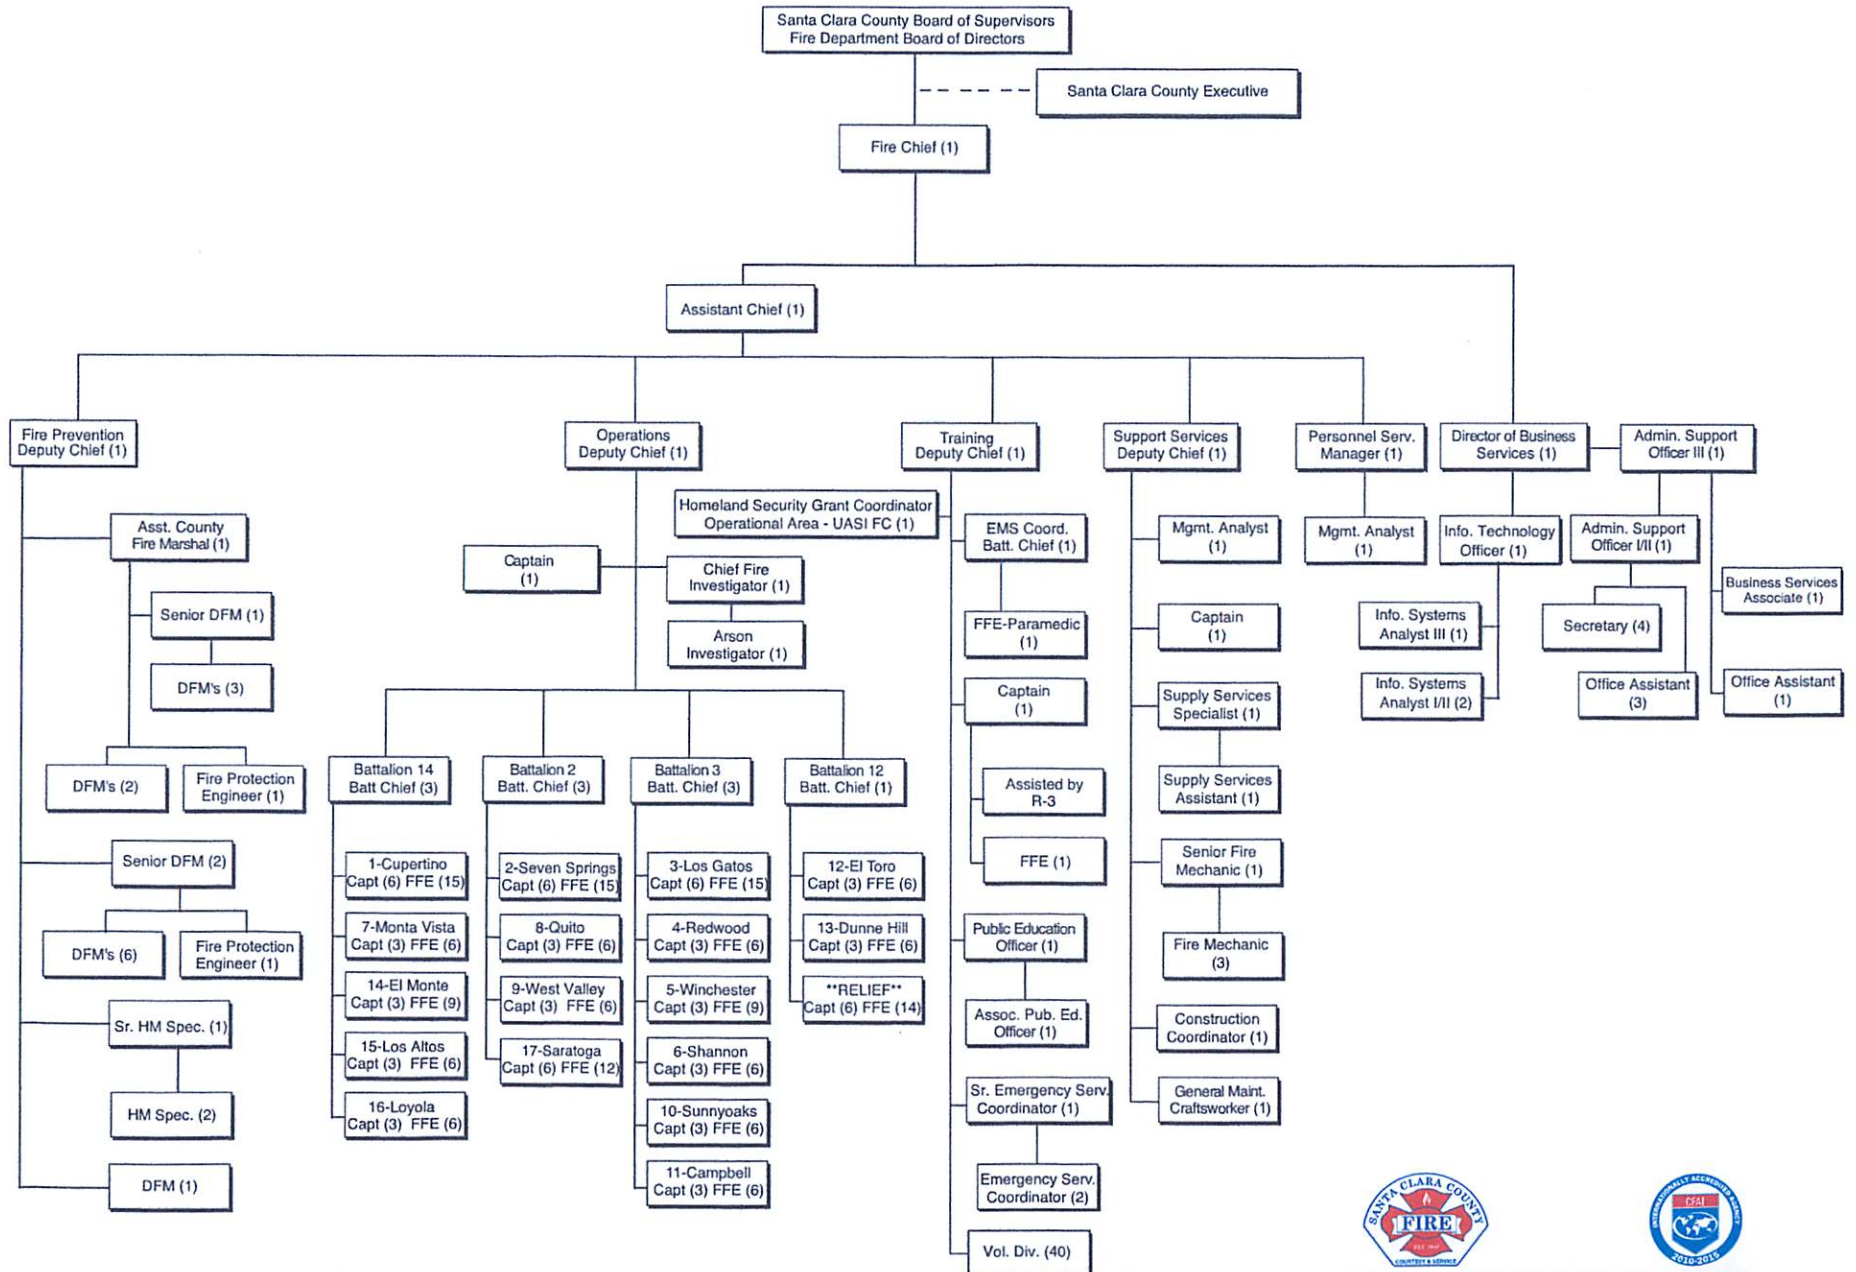 Santa Clara County Board of Supervisors
Fire Department Board of Directors
Santa Clara County Executive
Fire Chief (1)
Assistant Chief (1)
Fire Prevention
Deputy Chief (1)
Operations
Deputy Chief (1)
Training
Deputy Chief (1)
Support Services
Deputy Chief (1)
Personnel Serv.
Manager (1)
Director of Business
Services (1)
Admin. Support
Officer III (1)
Asst. County
Fire Marshal (1)
Senior DFM (1)
DFM's (3)
DFM's (2)
Fire Protection
Engineer (1)
Senior DFM (2)
DFM's (6)
Fire Protection
Engineer (1)
Sr. HM Spec. (1)
HM Spec. (2)
DFM (1)
Captain
(1)
Chief Fire
Investigator (1)
Arson
Investigator (1)
Battalion 14
Batt Chief (3)
1-Cupertino
Capt (6) FFE (15)
7-Monta Vista
Capt (3) FFE (6)
14-El Monte
Capt (3) FFE (9)
15-Los Altos
Capt (3) FFE (6)
16-Loyola
Capt (3) FFE (6)
Battalion 2
Batt. Chief (3)
2-Seven Springs
Capt (6) FFE (15)
8-Quito
Capt (3) FFE (6)
9-West Valley
Capt (3) FFE (6)
17-Saratoga
Capt (6) FFE (12)
Battalion 3
Batt. Chief (3)
3-Los Gatos
Capt (6) FFE (15)
4-Redwood
Capt (3) FFE (6)
5-Winchester
Capt (3) FFE (9)
6-Shannon
Capt (3) FFE (6)
10-Sunnyoaks
Capt (3) FFE (6)
11-Campbell
Capt (3) FFE (6)
Battalion 12
Batt. Chief (1)
12-El Toro
Capt (3) FFE (6)
13-Dunne Hill
Capt (3) FFE (6)
**RELIEF**
Capt (6) FFE (14)
Homeland Security Grant Coordinator
Operational Area - UASI FC (1)
EMS Coord.
Batt. Chief (1)
FFE-Paramedic
(1)
Captain
(1)
Assisted by
R-3
FFE (1)
Public Education
Officer (1)
Assoc. Pub. Ed.
Officer (1)
Sr. Emergency Serv.
Coordinator (1)
Emergency Serv.
Coordinator (2)
Vol. Div. (40)
Mgmt. Analyst
(1)
Captain
(1)
Supply Services
Specialist (1)
Supply Services
Assistant (1)
Senior Fire
Mechanic (1)
Fire Mechanic
(3)
Construction
Coordinator (1)
General Maint.
Craftsworker (1)
Mgmt. Analyst
(1)
Info. Technology
Officer (1)
Info. Systems
Analyst III (1)
Info. Systems
Analyst I/II (2)
Admin. Support
Officer I/II (1)
Secretary (4)
Office Assistant
(3)
Business Services
Associate (1)
Office Assistant
(1)
SANTA CLARA COUNTY
FIRE
EST. 1947
COURTESY & SERVICE
INTERNATIONALLY ACCREDITED AGENCY
CFAI
2010-2015